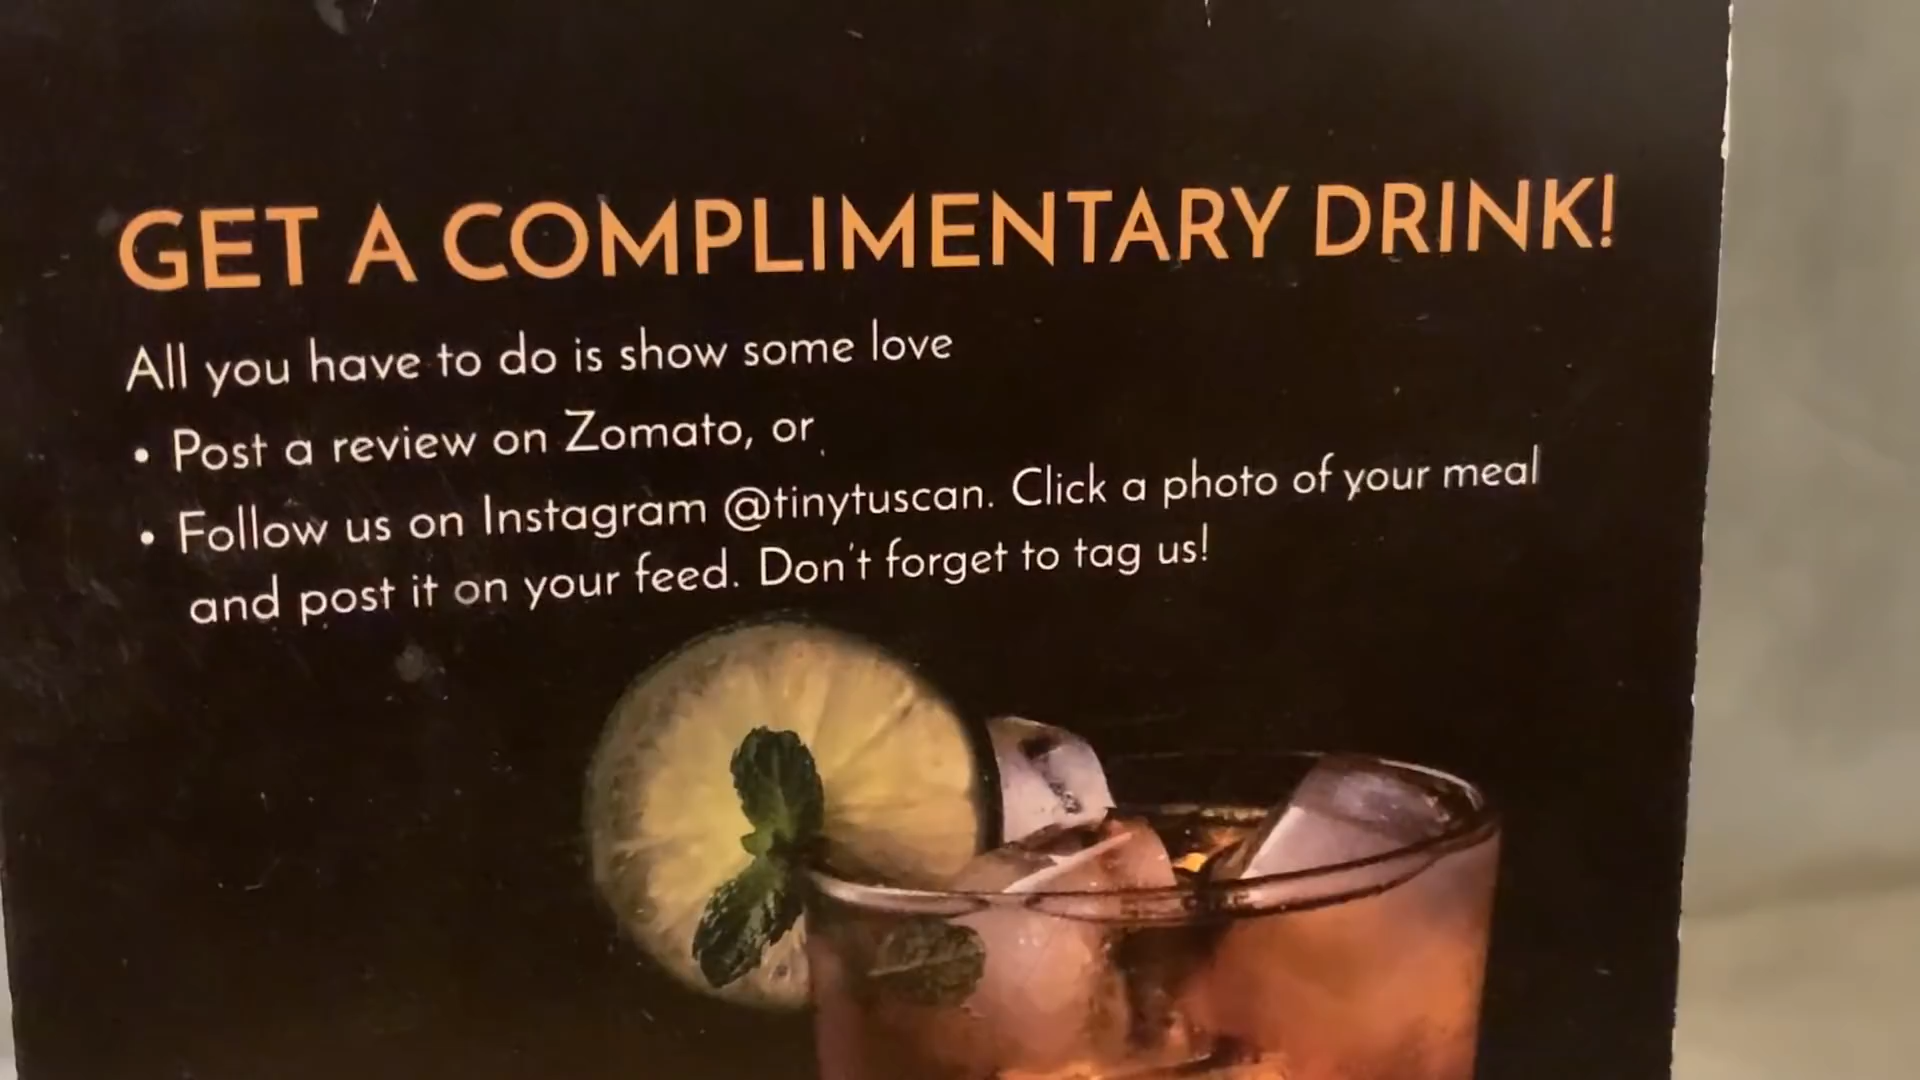 GET A COMPLIMENTARY DRINK!
All you have to do is show some love
• Post a review on Zomato, or
• Follow us on Instagram @tinytuscan. Click a photo of your meal
and post it on your feed. Don't forget to tag us!